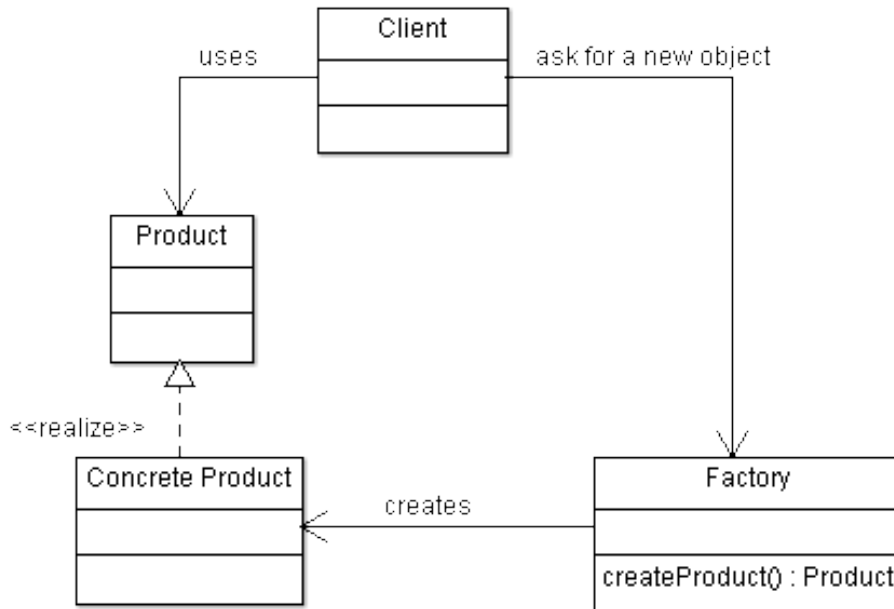 Client
uses
ask for a new object
Product
<<realize>>
Concrete Product
creates
Factory
createProduct() : Product